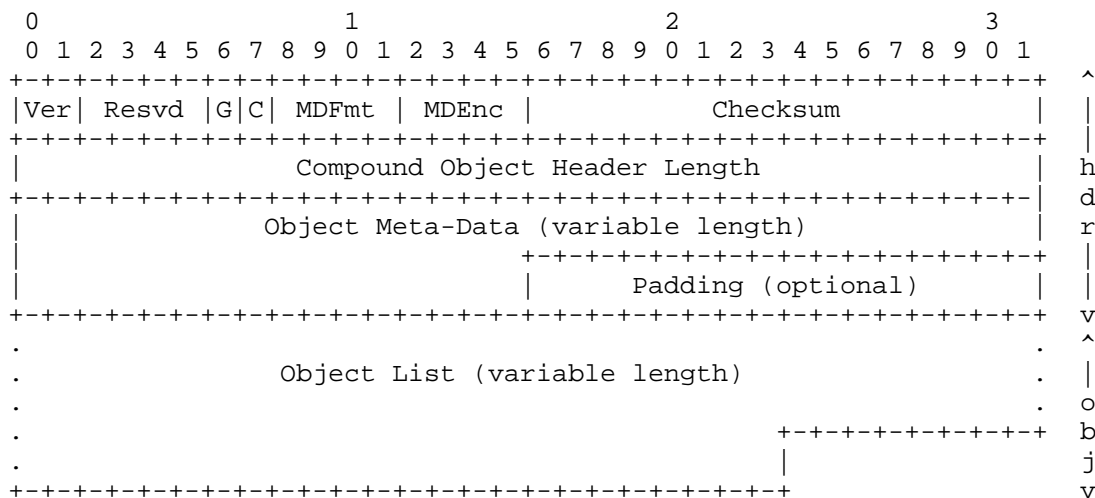 0                   1                   2                   3
 0 1 2 3 4 5 6 7 8 9 0 1 2 3 4 5 6 7 8 9 0 1 2 3 4 5 6 7 8 9 0 1
+-+-+-+-+-+-+-+-+-+-+-+-+-+-+-+-+-+-+-+-+-+-+-+-+-+-+-+-+-+-+-+-+  ^
|Ver| Resvd |G|C| MDFmt | MDEnc |           Checksum            |  |
+-+-+-+-+-+-+-+-+-+-+-+-+-+-+-+-+-+-+-+-+-+-+-+-+-+-+-+-+-+-+-+-+  |
|                 Compound Object Header Length                 |  h
+-+-+-+-+-+-+-+-+-+-+-+-+-+-+-+-+-+-+-+-+-+-+-+-+-+-+-+-+-+-+-+-|  d
|               Object Meta-Data (variable length)              |  r
|                               +-+-+-+-+-+-+-+-+-+-+-+-+-+-+-+-+  |
|                               |      Padding (optional)       |  |
+-+-+-+-+-+-+-+-+-+-+-+-+-+-+-+-+-+-+-+-+-+-+-+-+-+-+-+-+-+-+-+-+  v
.                                                               .  ^
.                Object List (variable length)                  .  |
.                                                               .  o
.                                               +-+-+-+-+-+-+-+-+  b
.                                               |                  j
+-+-+-+-+-+-+-+-+-+-+-+-+-+-+-+-+-+-+-+-+-+-+-+-+                  v